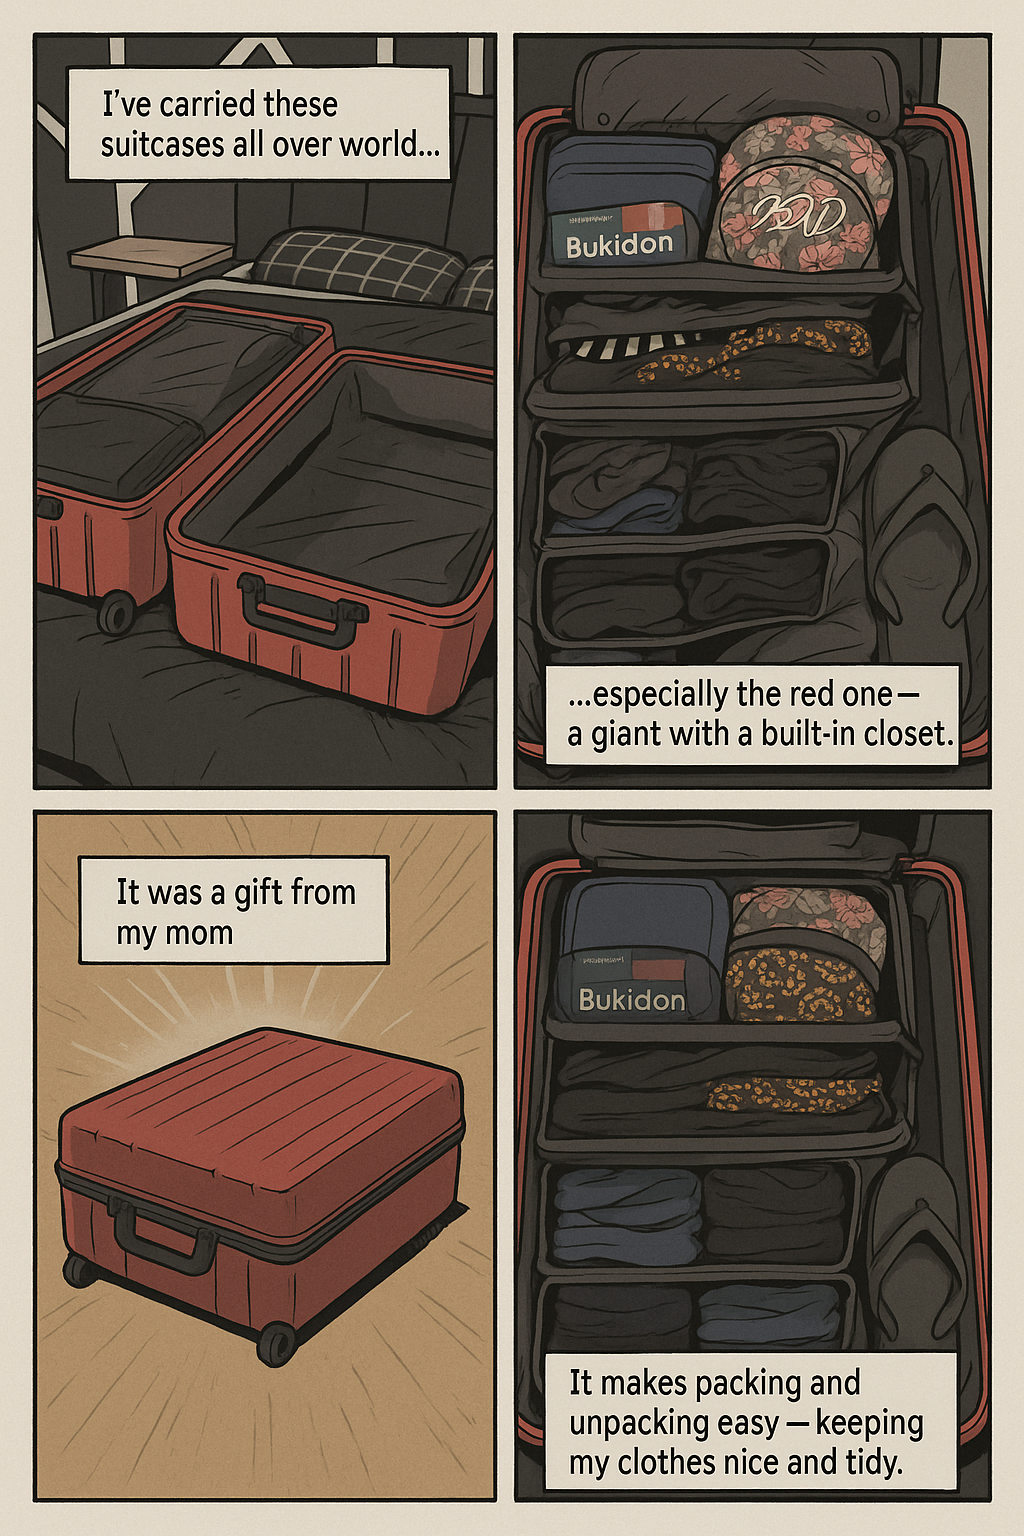 I've carried these
suitcases all over world...
...especially the red one—
a giant with a built-in closet.
Bukidon
It was a gift from
my mom
Bukidon
It makes packing and
unpacking easy—keeping
my clothes nice and tidy.